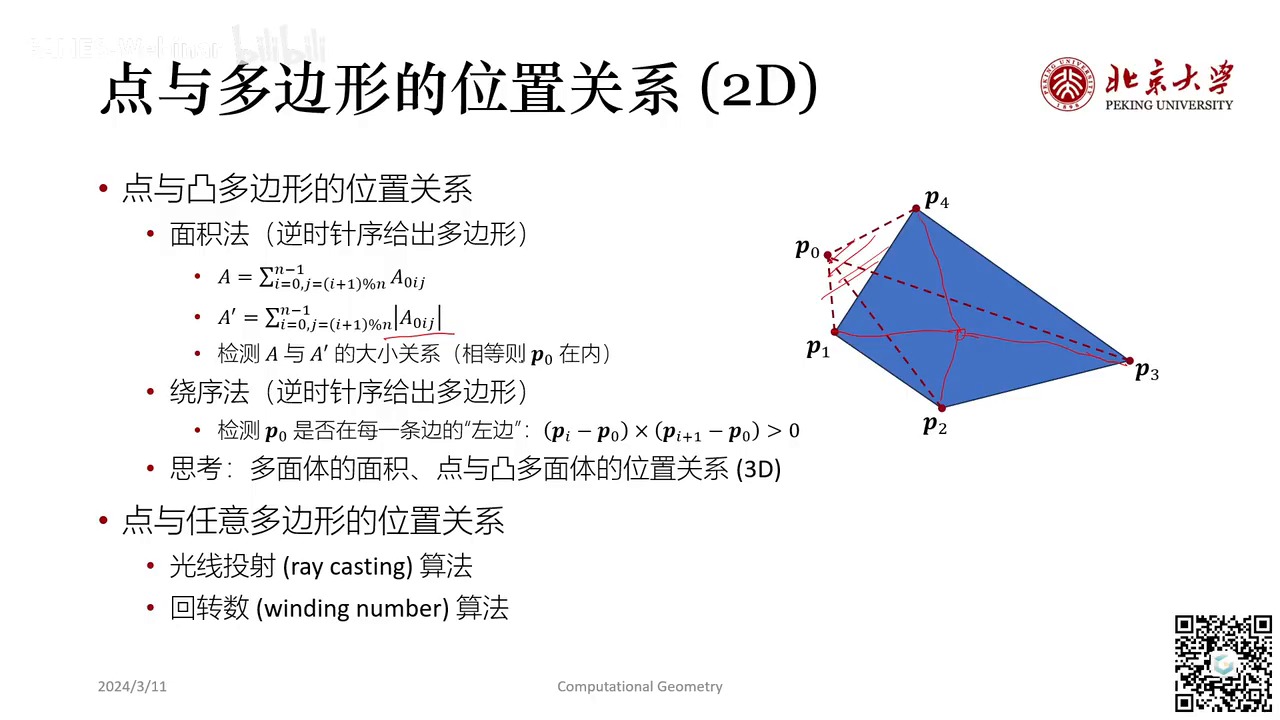 bilibili
点与多边形的位置关系 (2D)
北京大学
PEKING UNIVERSITY
• 点与凸多边形的位置关系
• 面积法（逆时针序给出多边形）
• A = ∑_{i=0,j=(i+1)%n}^{n−1} A_{0ij}
• A′ = ∑_{i=0,j=(i+1)%n}^{n−1} |A_{0ij}|
• 检测 A 与 A′ 的大小关系（相等则 p₀ 在内）
• 绕序法（逆时针序给出多边形）
• 检测 p₀ 是否在每一条边的“左边”：(p_i − p₀) × (p_{i+1} − p₀) > 0
• 思考：多面体的面积、点与凸多面体的位置关系 (3D)
• 点与任意多边形的位置关系
• 光线投射 (ray casting) 算法
• 回转数 (winding number) 算法
p₄
p₀
p₁
p₃
p₂
2024/3/11
Computational Geometry